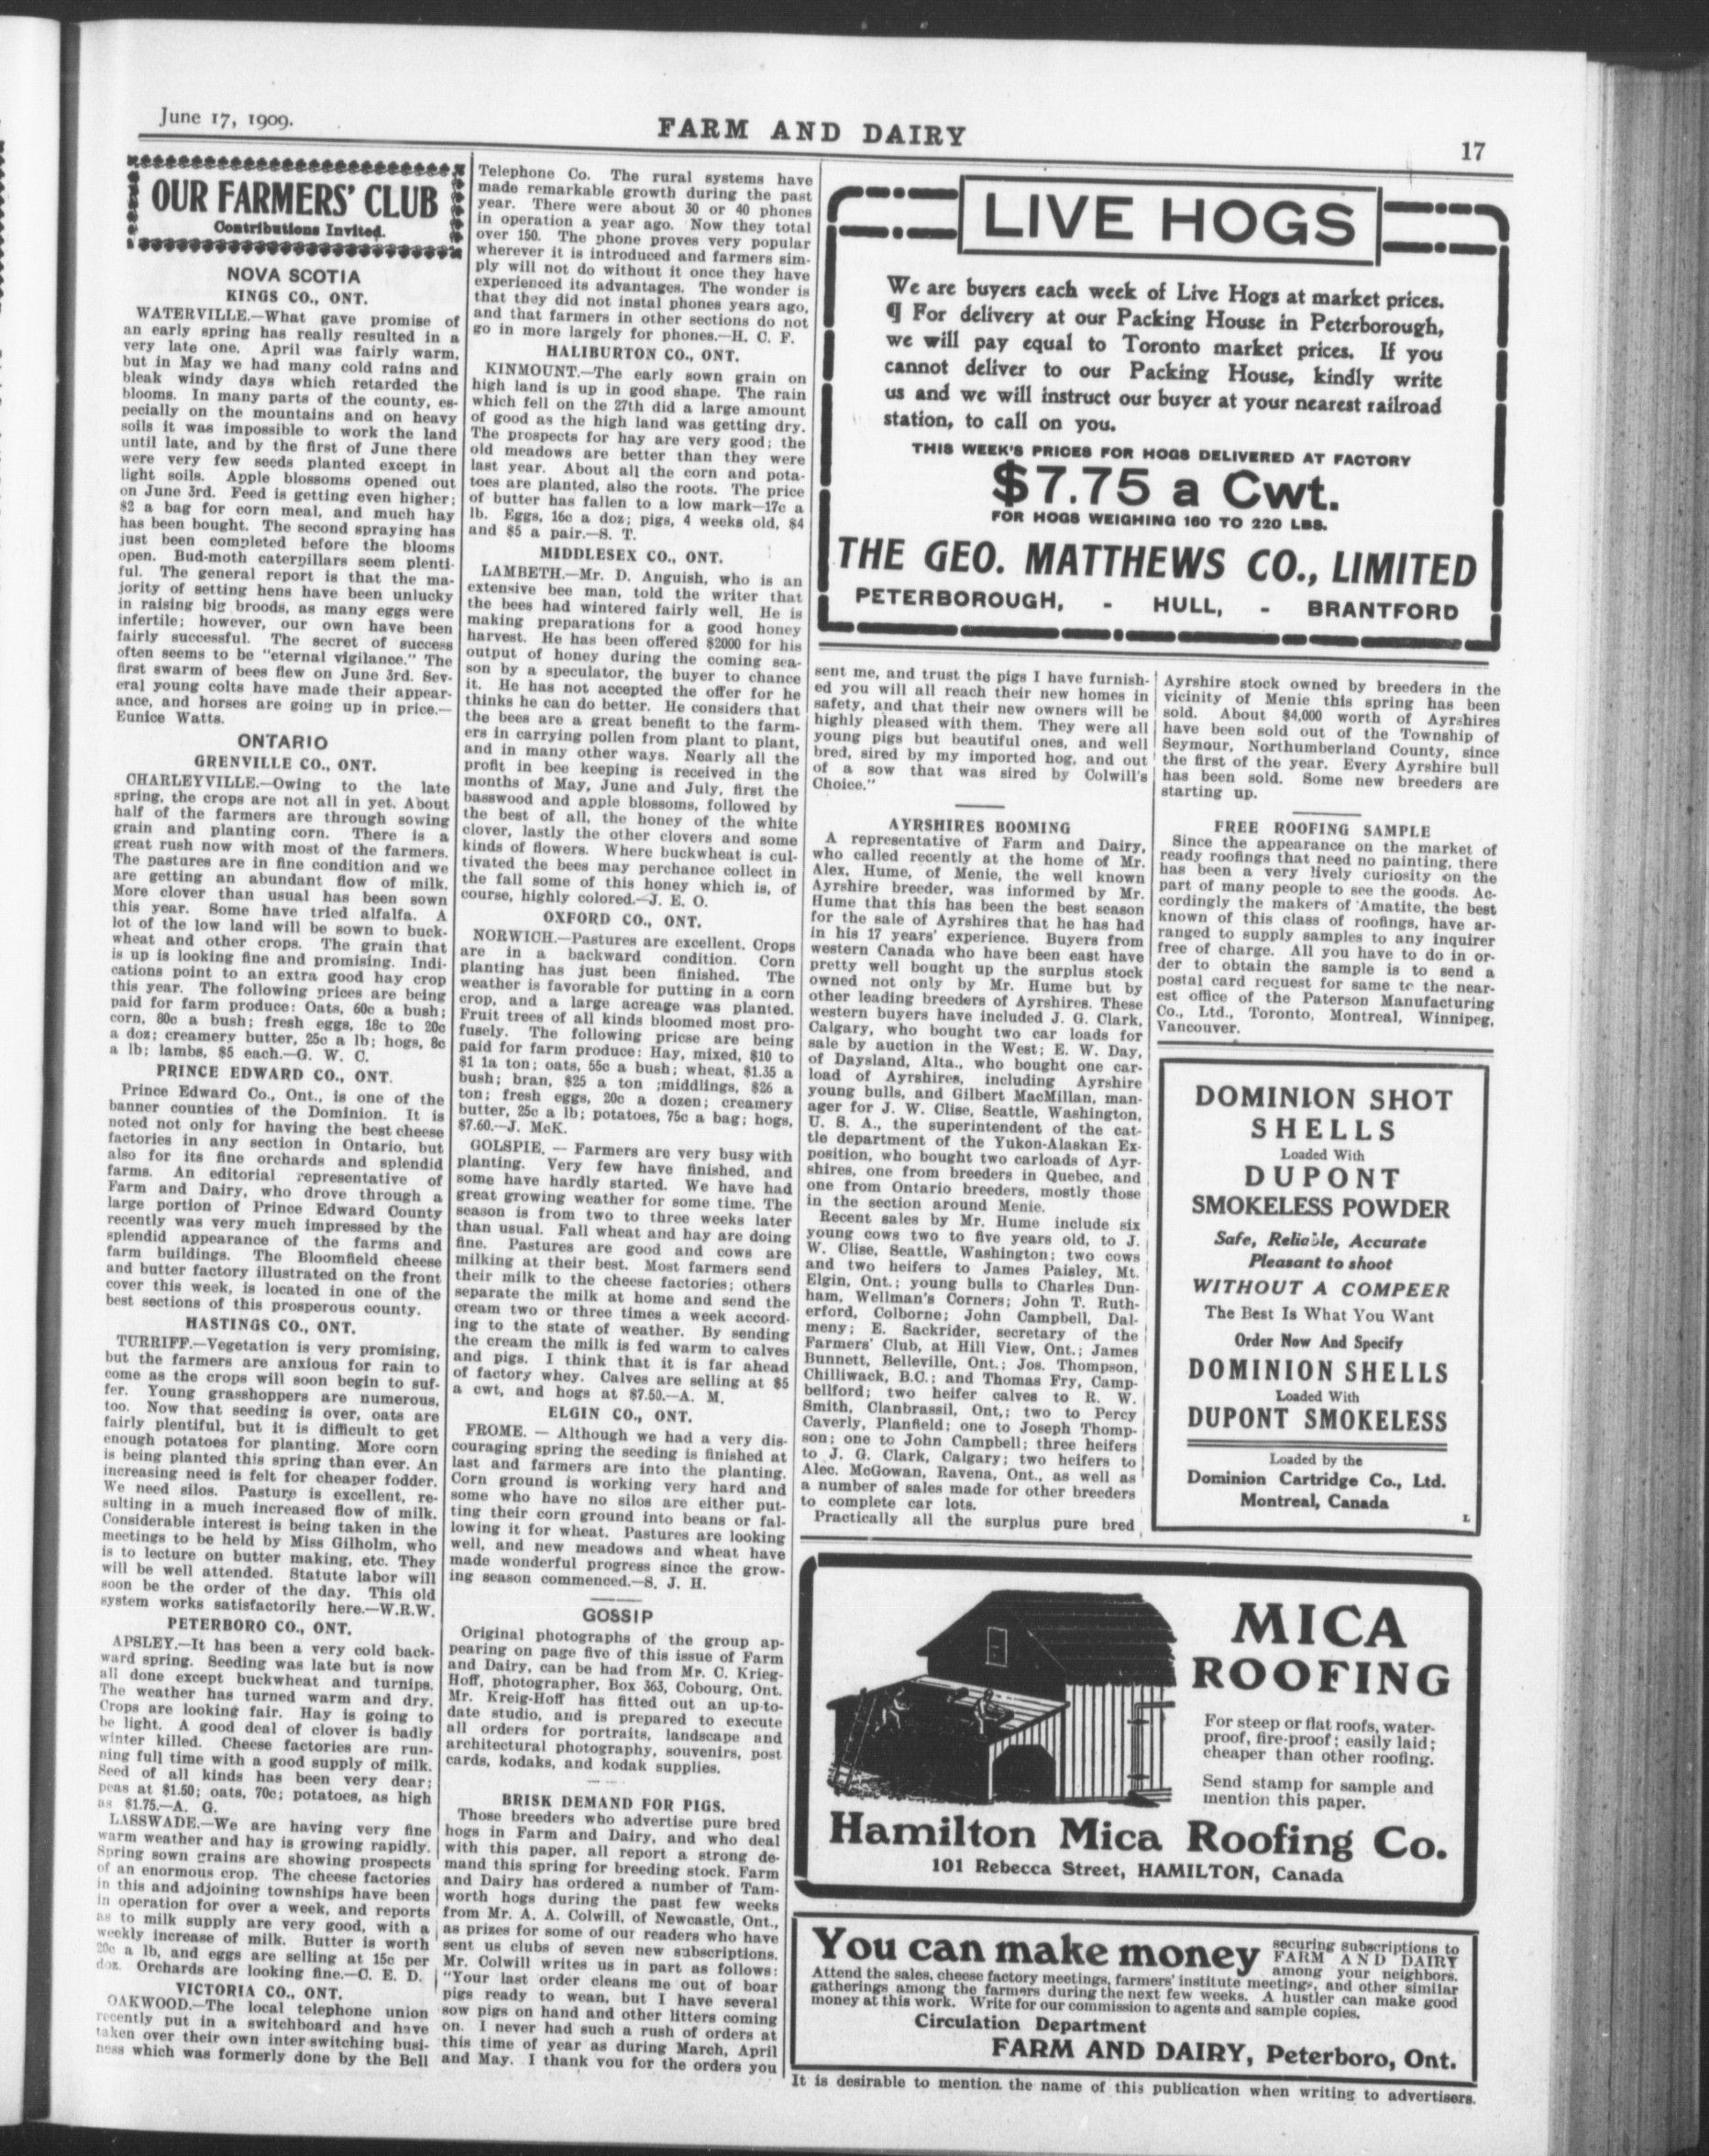 June 17, 1909.
FARM AND DAIRY
17
OUR FARMERS' CLUB
Contributions Invited.
NOVA SCOTIA
KINGS CO., ONT.
WATERVILLE.—What gave promise of
an early spring has really resulted in a
very late one. April was fairly warm,
but in May we had many cold rains and
bleak windy days which retarded the
blooms. In many parts of the county, es-
pecially on the mountains and on heavy
soils it was impossible to work the land
until late, and by the first of June there
were very few seeds planted except in
light soils. Apple blossoms opened out
on June 3rd. Feed is getting even higher;
$2 a bag for corn meal, and much hay
has been bought. The second spraying has
just been completed before the blooms
open. Bud-moth caterpillars seem plenti-
ful. The general report is that the ma-
jority of setting hens have been unlucky
in raising big broods, as many eggs were
infertile; however, our own have been
fairly successful. The secret of success
often seems to be "eternal vigilance." The
first swarm of bees flew on June 3rd. Sev-
eral young colts have made their appear-
ance, and horses are going up in price.—
Eunice Watts.
ONTARIO
GRENVILLE CO., ONT.
CHARLEYVILLE.—Owing to the late
spring, the crops are not all in yet. About
half of the farmers are through sowing
grain and planting corn. There is a
great rush now with most of the farmers.
The pastures are in fine condition and we
are getting an abundant flow of milk.
More clover than usual has been sown
this year. Some have tried alfalfa. A
lot of the low land will be sown to buck-
wheat and other crops. The grain that
is up is looking fine and promising. Indi-
cations point to an extra good hay crop
this year. The following prices are being
paid for farm produce: Oats, 60c a bush;
corn, 80c a bush; fresh eggs, 18c to 20c
a doz; creamery butter, 25c a lb; hogs, 8c
a lb; lambs, $5 each.—G. W. C.
PRINCE EDWARD CO., ONT.
Prince Edward Co., Ont., is one of the
banner counties of the Dominion. It is
noted not only for having the best cheese
factories in any section in Ontario, but
also for its fine orchards and splendid
farms. An editorial representative of
Farm and Dairy, who drove through a
large portion of Prince Edward County
recently was very much impressed by the
splendid appearance of the farms and
farm buildings. The Bloomfield cheese
and butter factory illustrated on the front
cover this week, is located in one of the
best sections of this prosperous county.
HASTINGS CO., ONT.
TURRIFF.—Vegetation is very promising,
but the farmers are anxious for rain to
come as the crops will soon begin to suf-
fer. Young grasshoppers are numerous,
too. Now that seeding is over, oats are
fairly plentiful, but it is difficult to get
enough potatoes for planting. More corn
is being planted this spring than ever. An
increasing need is felt for cheaper fodder.
We need silos. Pasture is excellent, re-
sulting in a much increased flow of milk.
Considerable interest is being taken in the
meetings to be held by Miss Gilholm, who
is to lecture on butter making, etc. They
will be well attended. Statute labor will
soon be the order of the day. This old
system works satisfactorily here.—W.R.W.
PETERBORO CO., ONT.
APSLEY.—It has been a very cold back-
ward spring. Seeding was late but is now
all done except buckwheat and turnips.
The weather has turned warm and dry.
Crops are looking fair. Hay is going to
be light. A good deal of clover is badly
winter killed. Cheese factories are run-
ning full time with a good supply of milk.
Seed of all kinds has been very dear;
peas at $1.50; oats, 70c; potatoes, as high
as $1.75.—A. G.
LASSWADE.—We are having very fine
warm weather and hay is growing rapidly.
Spring sown grains are showing prospects
of an enormous crop. The cheese factories
in this and adjoining townships have been
in operation for over a week, and reports
as to milk supply are very good, with a
weekly increase of milk. Butter is worth
20c a lb, and eggs are selling at 15c per
doz. Orchards are looking fine.—C. E. D.
VICTORIA CO., ONT.
OAKWOOD.—The local telephone union
recently put in a switchboard and have
taken over their own inter-switching busi-
ness which was formerly done by the Bell
Telephone Co. The rural systems have
made remarkable growth during the past
year. There were about 30 or 40 phones
in operation a year ago. Now they total
over 150. The phone proves very popular
wherever it is introduced and farmers sim-
ply will not do without it once they have
experienced its advantages. The wonder is
that they did not instal phones years ago,
and that farmers in other sections do not
go in more largely for phones.—H. C. F.
HALIBURTON CO., ONT.
KINMOUNT.—The early sown grain on
high land is up in good shape. The rain
which fell on the 27th did a large amount
of good as the high land was getting dry.
The prospects for hay are very good; the
old meadows are better than they were
last year. About all the corn and pota-
toes are planted, also the roots. The price
of butter has fallen to a low mark—17c a
lb. Eggs, 16c a doz; pigs, 4 weeks old, $4
and $5 a pair.—S. T.
MIDDLESEX CO., ONT.
LAMBETH.—Mr. D. Anguish, who is an
extensive bee man, told the writer that
the bees had wintered fairly well. He is
making preparations for a good honey
harvest. He has been offered $2000 for his
output of honey during the coming sea-
son by a speculator, the buyer to chance
it. He has not accepted the offer for he
thinks he can do better. He considers that
the bees are a great benefit to the farm-
ers in carrying pollen from plant to plant,
and in many other ways. Nearly all the
profit in bee keeping is received in the
months of May, June and July, first the
basswood and apple blossoms, followed by
the best of all, the honey of the white
clover, lastly the other clovers and some
kinds of flowers. Where buckwheat is cul-
tivated the bees may perchance collect in
the fall some of this honey which is, of
course, highly colored.—J. E. O.
OXFORD CO., ONT.
NORWICH.—Pastures are excellent. Crops
are in a backward condition. Corn
planting has just been finished. The
weather is favorable for putting in a corn
crop, and a large acreage was planted.
Fruit trees of all kinds bloomed most pro-
fusely. The following pricse are being
paid for farm produce: Hay, mixed, $10 to
$1 1a ton; oats, 55c a bush; wheat, $1.35 a
bush; bran, $25 a ton ;middlings, $26 a
ton; fresh eggs, 20c a dozen; creamery
butter, 25c a lb; potatoes, 75c a bag; hogs,
$7.60.—J. McK.
GOLSPIE. — Farmers are very busy with
planting. Very few have finished, and
some have hardly started. We have had
great growing weather for some time. The
season is from two to three weeks later
than usual. Fall wheat and hay are doing
fine. Pastures are good and cows are
milking at their best. Most farmers send
their milk to the cheese factories; others
separate the milk at home and send the
cream two or three times a week accord-
ing to the state of weather. By sending
the cream the milk is fed warm to calves
and pigs. I think that it is far ahead
of factory whey. Calves are selling at $5
a cwt, and hogs at $7.50.—A. M.
ELGIN CO., ONT.
FROME. — Although we had a very dis-
couraging spring the seeding is finished at
last and farmers are into the planting.
Corn ground is working very hard and
some who have no silos are either put-
ting their corn ground into beans or fal-
lowing it for wheat. Pastures are looking
well, and new meadows and wheat have
made wonderful progress since the grow-
ing season commenced.—S. J. H.
GOSSIP
Original photographs of the group ap-
pearing on page five of this issue of Farm
and Dairy, can be had from Mr. C. Krieg-
Hoff, photographer, Box 363, Cobourg, Ont.
Mr. Kreig-Hoff has fitted out an up-to-
date studio, and is prepared to execute
all orders for portraits, landscape and
architectural photography, souvenirs, post
cards, kodaks, and kodak supplies.
BRISK DEMAND FOR PIGS.
Those breeders who advertise pure bred
hogs in Farm and Dairy, and who deal
with this paper, all report a strong de-
mand this spring for breeding stock. Farm
and Dairy has ordered a number of Tam-
worth hogs during the past few weeks
from Mr. A. A. Colwill, of Newcastle, Ont.,
as prizes for some of our readers who have
sent us clubs of seven new subscriptions.
Mr. Colwill writes us in part as follows:
"Your last order cleans me out of boar
pigs ready to wean, but I have several
sow pigs on hand and other litters coming
on. I never had such a rush of orders at
this time of year as during March, April
and May. I thank you for the orders you
LIVE HOGS
We are buyers each week of Live Hogs at market prices.
¶ For delivery at our Packing House in Peterborough,
we will pay equal to Toronto market prices. If you
cannot deliver to our Packing House, kindly write
us and we will instruct our buyer at your nearest railroad
station, to call on you.
THIS WEEK'S PRICES FOR HOGS DELIVERED AT FACTORY
$7.75 a Cwt.
FOR HOGS WEIGHING 160 TO 220 LBS.
THE GEO. MATTHEWS CO., LIMITED
PETERBOROUGH, - HULL, - BRANTFORD
sent me, and trust the pigs I have furnish-
ed you will all reach their new homes in
safety, and that their new owners will be
highly pleased with them. They were all
young pigs but beautiful ones, and well
bred, sired by my imported hog, and out
of a sow that was sired by Colwill's
Choice."
AYRSHIRES BOOMING
A representative of Farm and Dairy,
who called recently at the home of Mr.
Alex. Hume, of Menie, the well known
Ayrshire breeder, was informed by Mr.
Hume that this has been the best season
for the sale of Ayrshires that he has had
in his 17 years' experience. Buyers from
western Canada who have been east have
pretty well bought up the surplus stock
owned not only by Mr. Hume but by
other leading breeders of Ayrshires. These
western buyers have included J. G. Clark,
Calgary, who bought two car loads for
sale by auction in the West; E. W. Day,
of Daysland, Alta., who bought one car-
load of Ayrshires, including Ayrshire
young bulls, and Gilbert MacMillan, man-
ager for J. W. Clise, Seattle, Washington,
U. S. A., the superintendent of the cat-
tle department of the Yukon-Alaskan Ex-
position, who bought two carloads of Ayr-
shires, one from breeders in Quebec, and
one from Ontario breeders, mostly those
in the section around Menie.
Recent sales by Mr. Hume include six
young cows two to five years old, to J.
W. Clise, Seattle, Washington; two cows
and two heifers to James Paisley, Mt.
Elgin, Ont.; young bulls to Charles Dun-
ham, Wellman's Corners; John T. Ruth-
erford, Colborne; John Campbell, Dal-
meny; E. Sackrider, secretary of the
Farmers' Club, at Hill View, Ont.; James
Bunnett, Belleville, Ont.; Jos. Thompson,
Chilliwack, B.C.; and Thomas Fry, Camp-
bellford; two heifer calves to R. W.
Smith, Clanbrassil, Ont,; two to Percy
Caverly, Planfield; one to Joseph Thomp-
son; one to John Campbell; three heifers
to J. G. Clark, Calgary; two heifers to
Alec. McGowan, Ravena, Ont., as well as
a number of sales made for other breeders
to complete car lots.
Practically all the surplus pure bred
Ayrshire stock owned by breeders in the
vicinity of Menie this spring has been
sold. About $4,000 worth of Ayrshires
have been sold out of the Township of
Seymour, Northumberland County, since
the first of the year. Every Ayrshire bull
has been sold. Some new breeders are
starting up.
FREE ROOFING SAMPLE
Since the appearance on the market of
ready roofings that need no painting, there
has been a very lively curiosity on the
part of many people to see the goods. Ac-
cordingly the makers of Amatite, the best
known of this class of roofings, have ar-
ranged to supply samples to any inquirer
free of charge. All you have to do in or-
der to obtain the sample is to send a
postal card request for same to the near-
est office of the Paterson Manufacturing
Co., Ltd., Toronto, Montreal, Winnipeg,
Vancouver.
DOMINION SHOT
SHELLS
Loaded With
DUPONT
SMOKELESS POWDER
Safe, Reliable, Accurate
Pleasant to shoot
WITHOUT A COMPEER
The Best Is What You Want
Order Now And Specify
DOMINION SHELLS
Loaded With
DUPONT SMOKELESS
Loaded by the
Dominion Cartridge Co., Ltd.
Montreal, Canada
L
MICA
ROOFING
For steep or flat roofs, water-
proof, fire-proof; easily laid;
cheaper than other roofing.
Send stamp for sample and
mention this paper.
Hamilton Mica Roofing Co.
101 Rebecca Street, HAMILTON, Canada
You can make money securing subscriptions to
FARM AND DAIRY
among your neighbors.
Attend the sales, cheese factory meetings, farmers' institute meetings, and other similar
gatherings among the farmers during the next few weeks. A hustler can make good
money at this work. Write for our commission to agents and sample copies.
Circulation Department
FARM AND DAIRY, Peterboro, Ont.
It is desirable to mention the name of this publication when writing to advertisers.